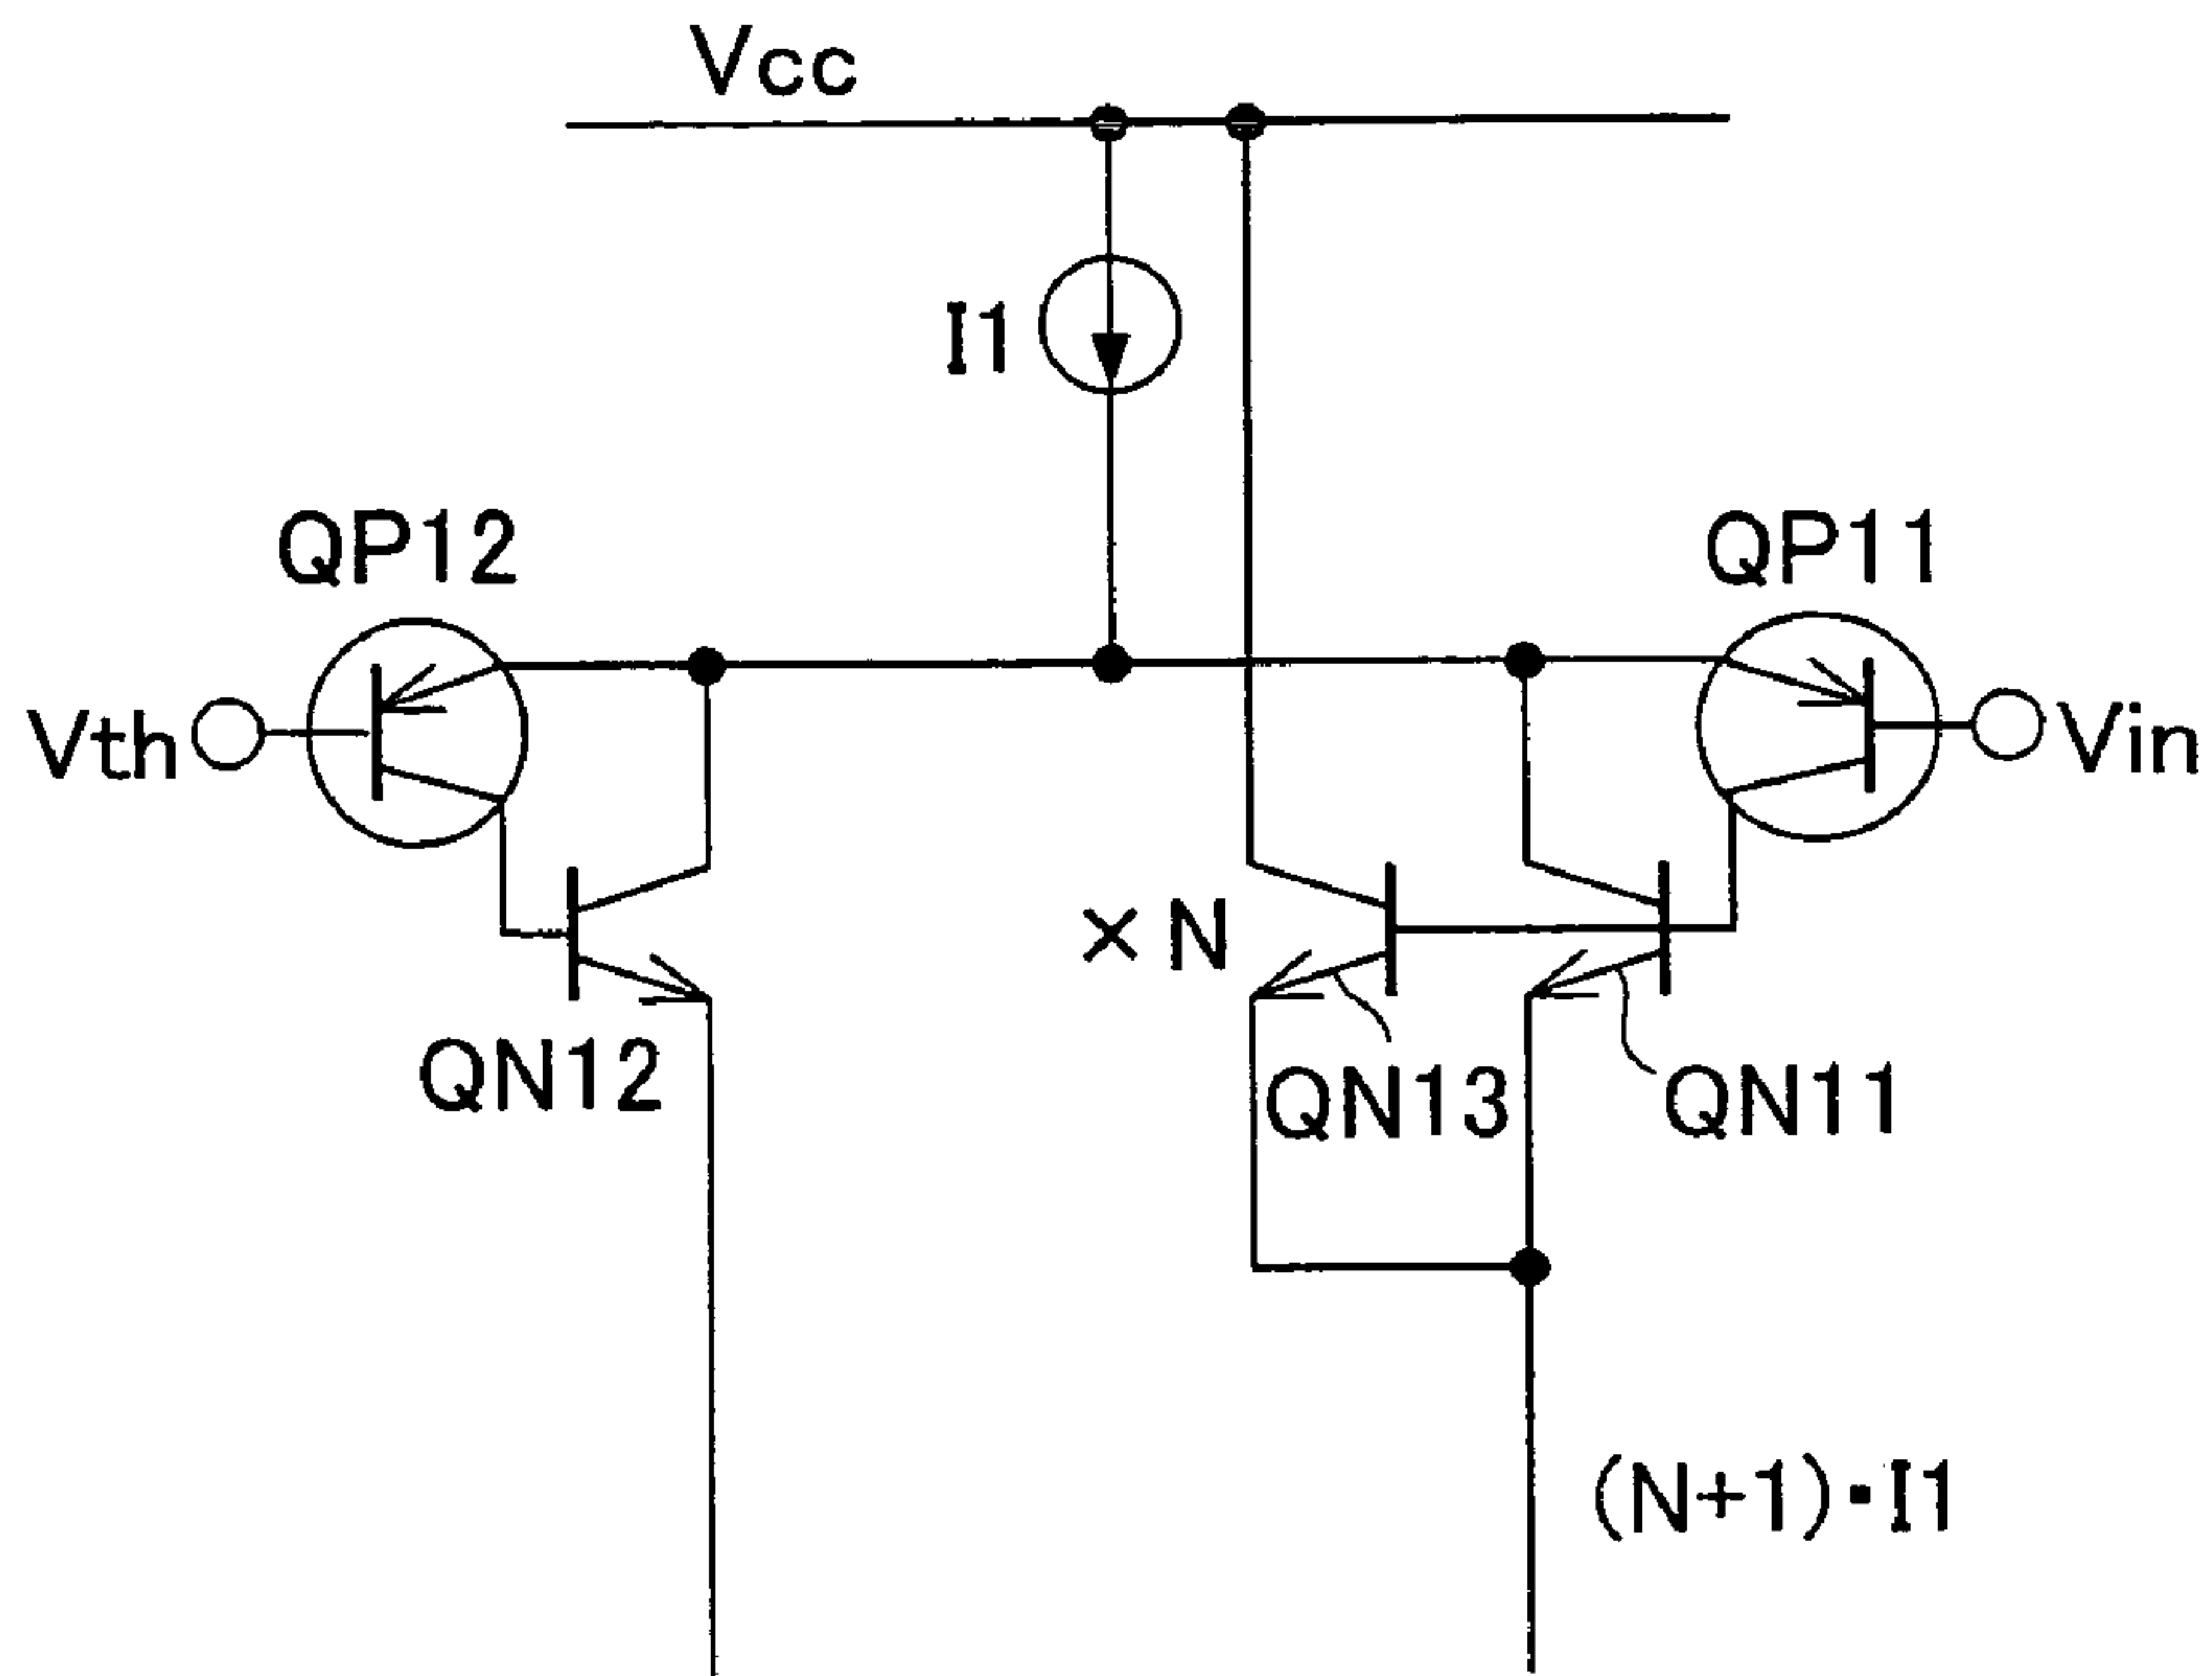 Vcc
I1
QP12
QP11
Vth
Vin
×N
QN12
QN13
QN11
(N+1)▪I1